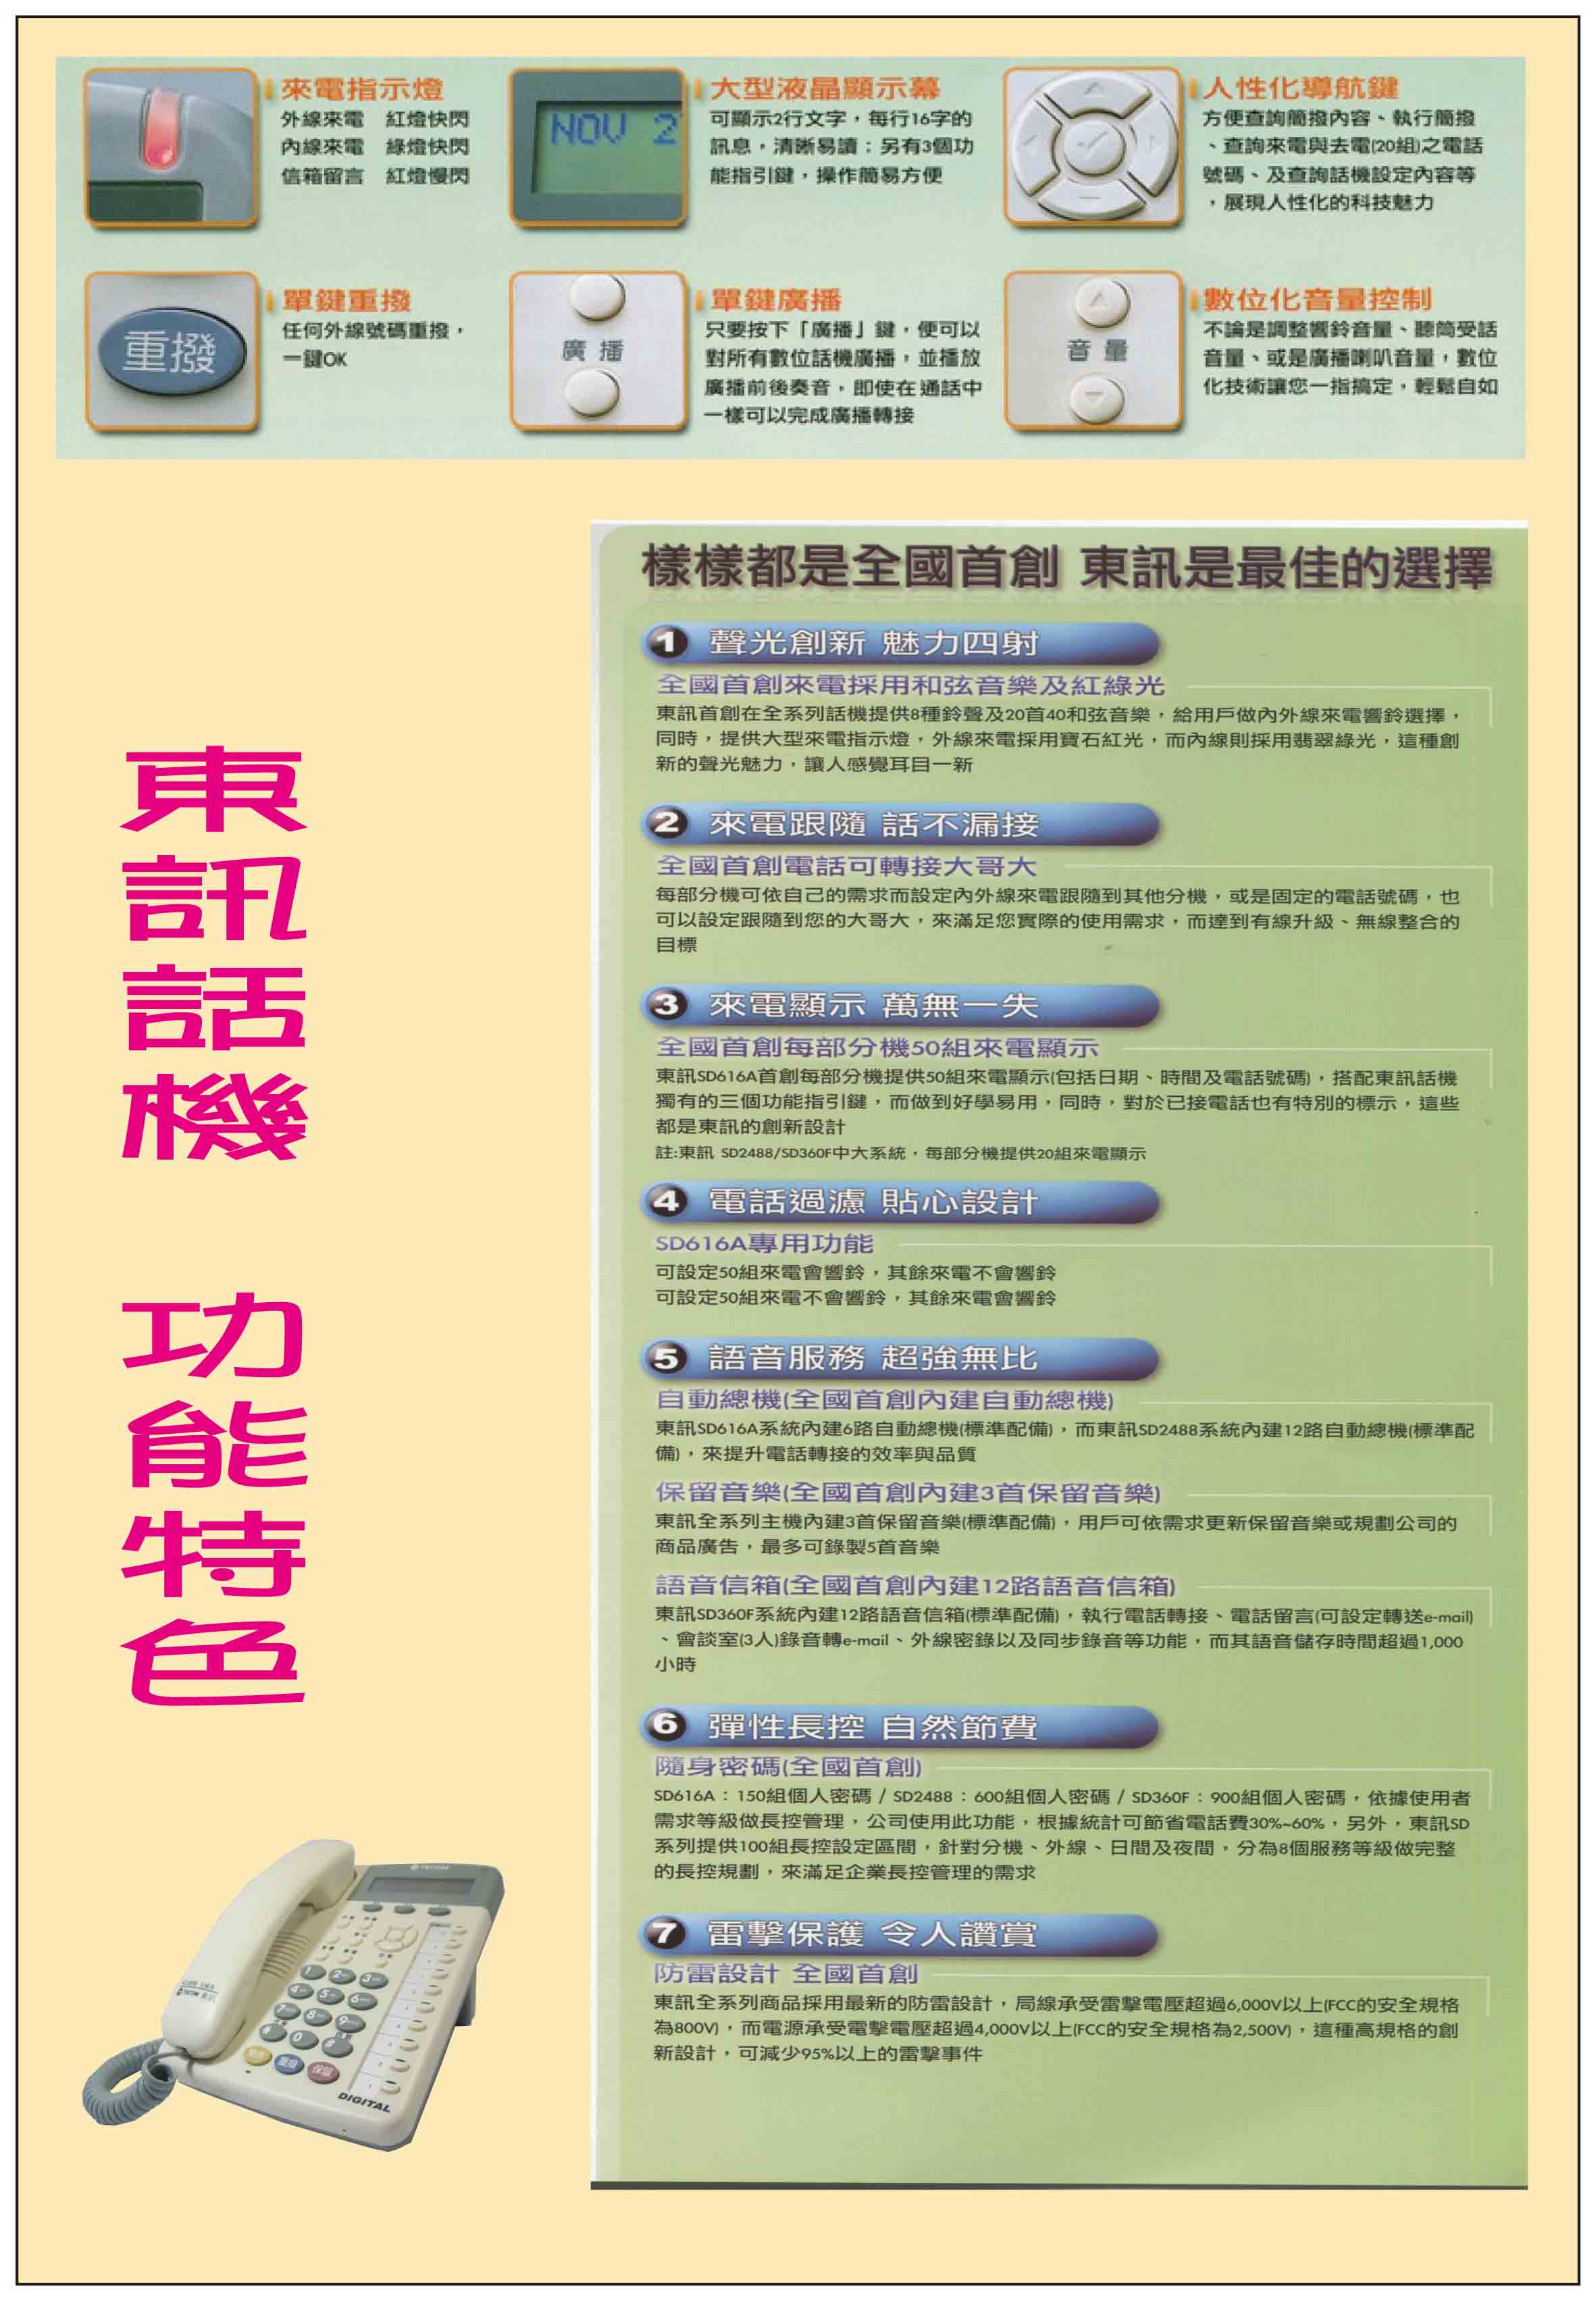 來電指示燈
外線來電 紅燈快閃
內線來電 綠燈快閃
信箱留言 紅燈慢閃
NOV 2
大型液晶顯示幕
可顯示2行文字，每行16字的
訊息，清晰易讀；另有3個功
能指引鍵，操作簡易方便
人性化導航鍵
方便查詢簡撥內容、執行簡撥
、查詢來電與去電(20組)之電話
號碼、及查詢話機設定內容等
，展現人性化的科技魅力
重撥
單鍵重撥
任何外線號碼重撥，
一鍵OK
廣播
單鍵廣播
只要按下「廣播」鍵，便可以
對所有數位話機廣播，並播放
廣播前後奏音，即使在通話中
一樣可以完成廣播轉接
音量
數位化音量控制
不論是調整響鈴音量、聽筒受話
音量、或是廣播喇叭音量，數位
化技術讓您一指搞定，輕鬆自如
東訊話機 功能特色
樣樣都是全國首創 東訊是最佳的選擇
1 聲光創新 魅力四射
全國首創來電採用和弦音樂及紅綠光
東訊首創在全系列話機提供8種鈴聲及20首40和弦音樂，給用戶做內外線來電響鈴選擇，
同時，提供大型來電指示燈，外線來電採用寶石紅光，而內線則採用翡翠綠光，這種創
新的聲光魅力，讓人感覺耳目一新
2 來電跟隨 話不漏接
全國首創電話可轉接大哥大
每部分機可依自己的需求而設定內外線來電跟隨到其他分機，或是固定的電話號碼，也
可以設定跟隨到您的大哥大，來滿足您實際的使用需求，而達到有線升級、無線整合的
目標
3 來電顯示 萬無一失
全國首創每部分機50組來電顯示
東訊SD616A首創每部分機提供50組來電顯示(包括日期、時間及電話號碼)，搭配東訊話機
獨有的三個功能指引鍵，而做到好學易用，同時，對於已接電話也有特別的標示，這些
都是東訊的創新設計
註:東訊 SD2488/SD360F中大系統，每部分機提供20組來電顯示
4 電話過濾 貼心設計
SD616A專用功能
可設定50組來電會響鈴，其餘來電不會響鈴
可設定50組來電不會響鈴，其餘來電會響鈴
5 語音服務 超強無比
自動總機(全國首創內建自動總機)
東訊SD616A系統內建6路自動總機(標準配備)，而東訊SD2488系統內建12路自動總機(標準配
備)，來提升電話轉接的效率與品質
保留音樂(全國首創內建3首保留音樂)
東訊全系列主機內建3首保留音樂(標準配備)，用戶可依需求更新保留音樂或規劃公司的
商品廣告，最多可錄製5首音樂
語音信箱(全國首創內建12路語音信箱)
東訊SD360F系統內建12路語音信箱(標準配備)，執行電話轉接、電話留言(可設定轉送e-mail)
、會談室(3人)錄音轉e-mail、外線密錄以及同步錄音等功能，而其語音儲存時間超過1,000
小時
6 彈性長控 自然節費
隨身密碼(全國首創)
SD616A：150組個人密碼 / SD2488：600組個人密碼 / SD360F：900組個人密碼，依據使用者
需求等級做長控管理，公司使用此功能，根據統計可節省電話費30%~60%，另外，東訊SD
系列提供100組長控設定區間，針對分機、外線、日間及夜間，分為8個服務等級做完整
的長控規劃，來滿足企業長控管理的需求
7 雷擊保護 令人讚賞
防雷設計 全國首創
東訊全系列商品採用最新的防雷設計，局線承受雷擊電壓超過6,000V以上(FCC的安全規格
為800V)，而電源承受電擊電壓超過4,000V以上(FCC的安全規格為2,500V)，這種高規格的創
新設計，可減少95%以上的雷擊事件
TECOM
TECOM 東訊
1 2 3
4 5 6
7 8 9
0 #
重撥 保留
DIGITAL